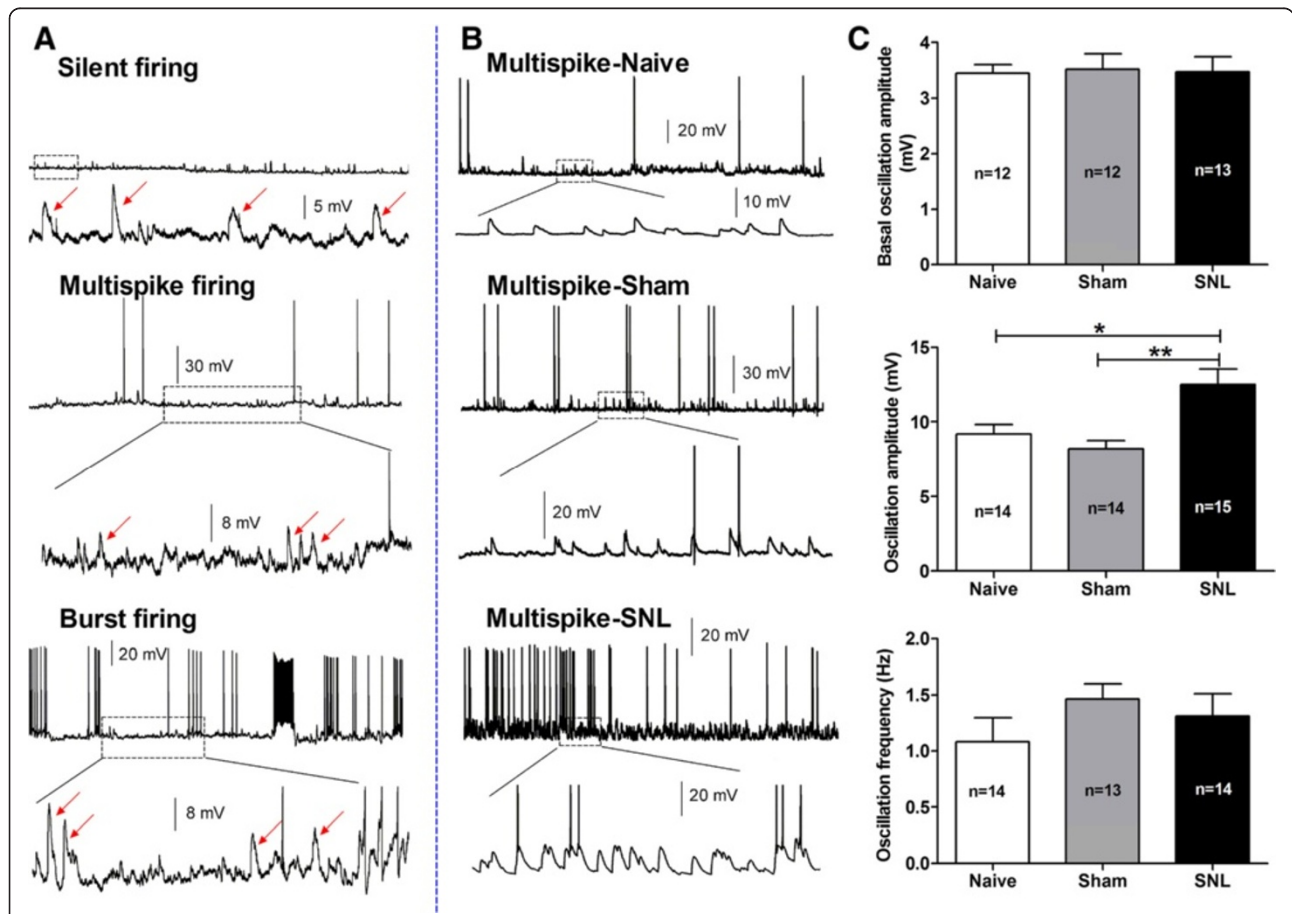 A
Silent firing
5 mV
Multispike firing
30 mV
8 mV
Burst firing
20 mV
8 mV
B
Multispike-Naive
20 mV
10 mV
Multispike-Sham
30 mV
20 mV
Multispike-SNL
20 mV
20 mV
C
Basal oscillation amplitude
(mV)
4
3
2
1
0
n=12
n=12
n=13
Naive
Sham
SNL
Oscillation amplitude (mV)
15
10
5
0
*
**
n=14
n=14
n=15
Naive
Sham
SNL
Oscillation frequency (Hz)
2.0
1.5
1.0
0.5
0.0
n=14
n=13
n=14
Naive
Sham
SNL